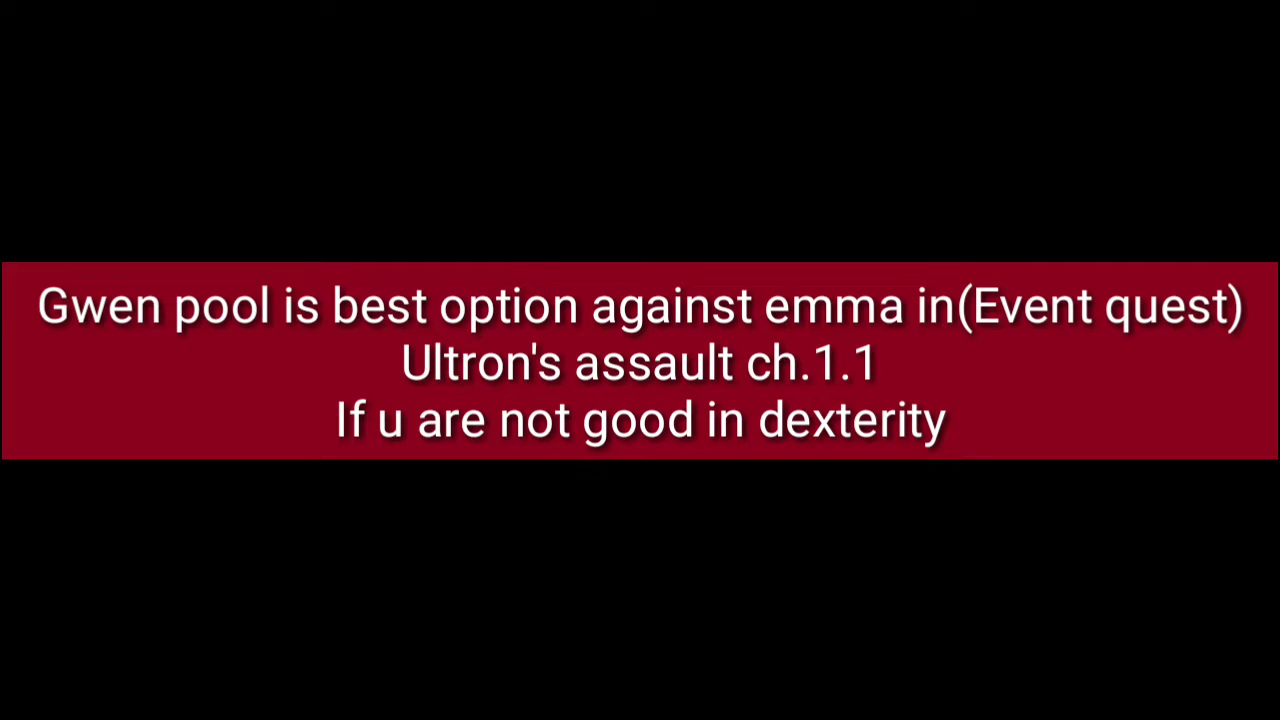 Gwen pool is best option against emma in(Event quest)
Ultron's assault ch.1.1
If u are not good in dexterity